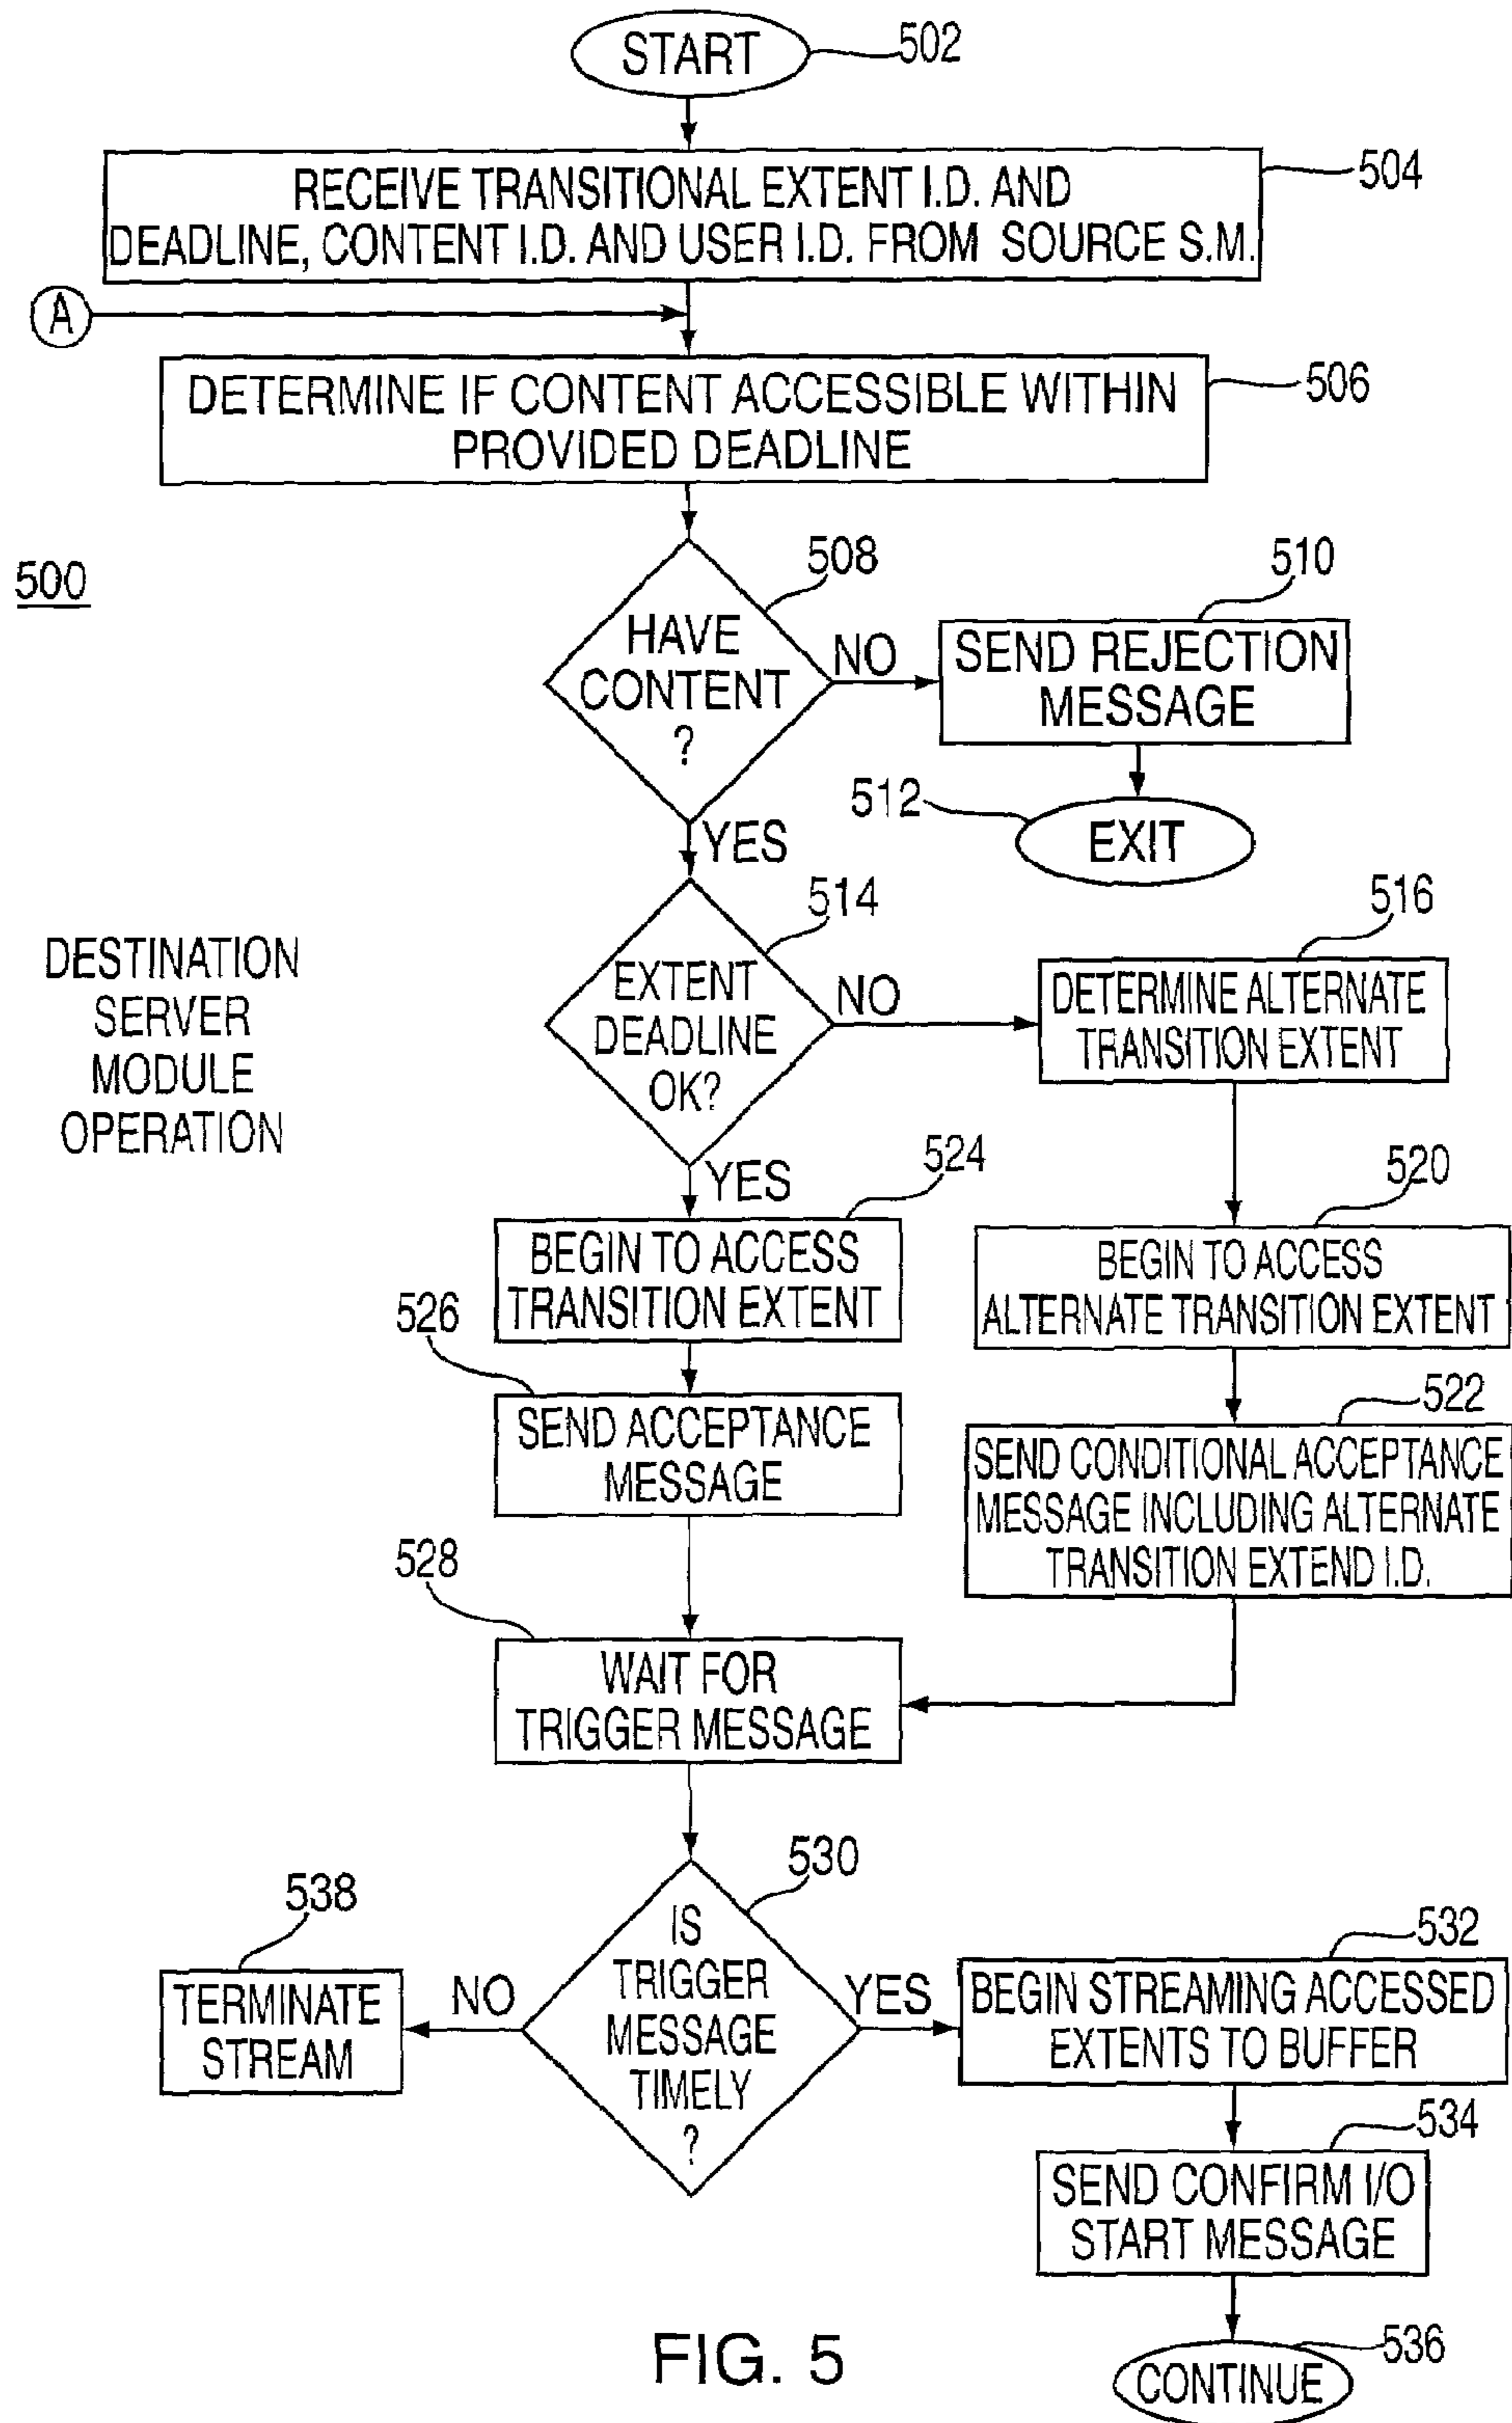 START
502
RECEIVE TRANSITIONAL EXTENT I.D. AND
DEADLINE, CONTENT I.D. AND USER I.D. FROM SOURCE S.M.
504
A
DETERMINE IF CONTENT ACCESSIBLE WITHIN
PROVIDED DEADLINE
506
500
HAVE
CONTENT
?
508
NO
SEND REJECTION
MESSAGE
510
512
EXIT
YES
DESTINATION
SERVER
MODULE
OPERATION
EXTENT
DEADLINE
OK?
514
NO
DETERMINE ALTERNATE
TRANSITION EXTENT
516
YES
BEGIN TO ACCESS
TRANSITION EXTENT
524
BEGIN TO ACCESS
ALTERNATE TRANSITION EXTENT
520
526
SEND ACCEPTANCE
MESSAGE
SEND CONDITIONAL ACCEPTANCE
MESSAGE INCLUDING ALTERNATE
TRANSITION EXTEND I.D.
522
528
WAIT FOR
TRIGGER MESSAGE
IS
TRIGGER
MESSAGE
TIMELY
?
530
NO
538
TERMINATE
STREAM
YES
BEGIN STREAMING ACCESSED
EXTENTS TO BUFFER
532
SEND CONFIRM I/O
START MESSAGE
534
CONTINUE
536
FIG. 5